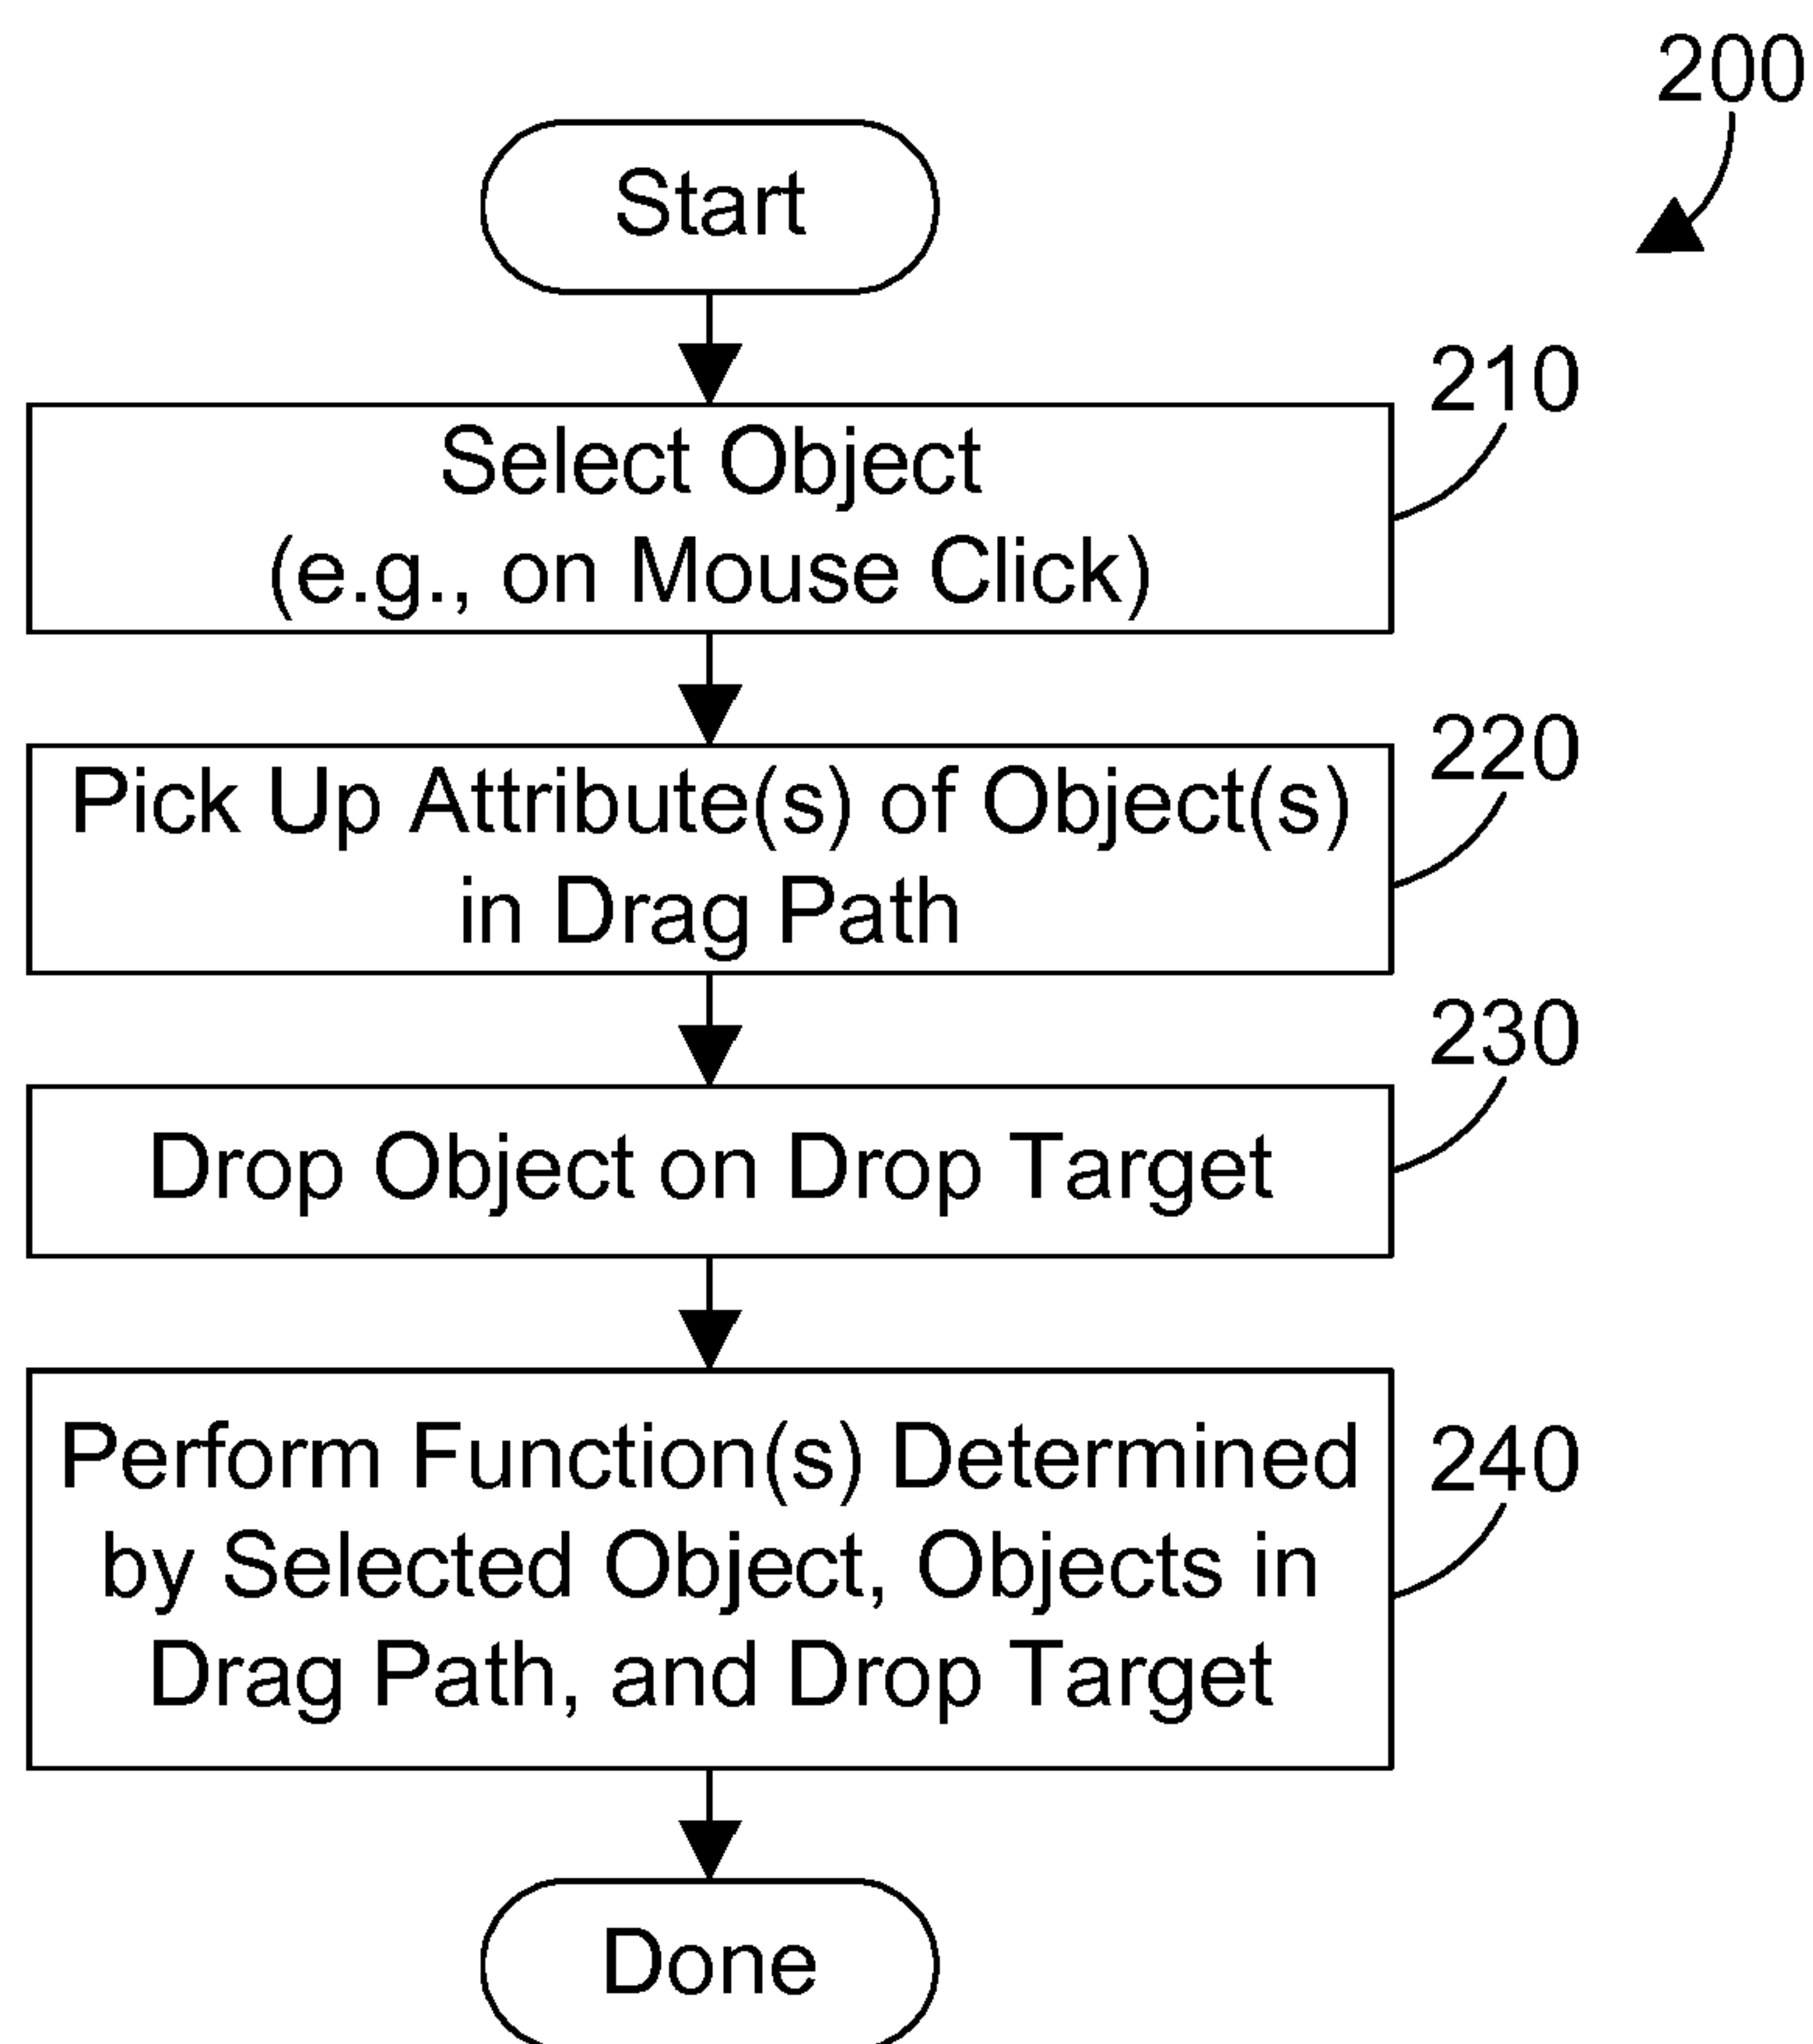 200
Start
210
Select Object
(e.g., on Mouse Click)
220
Pick Up Attribute(s) of Object(s)
in Drag Path
230
Drop Object on Drop Target
240
Perform Function(s) Determined
by Selected Object, Objects in
Drag Path, and Drop Target
Done